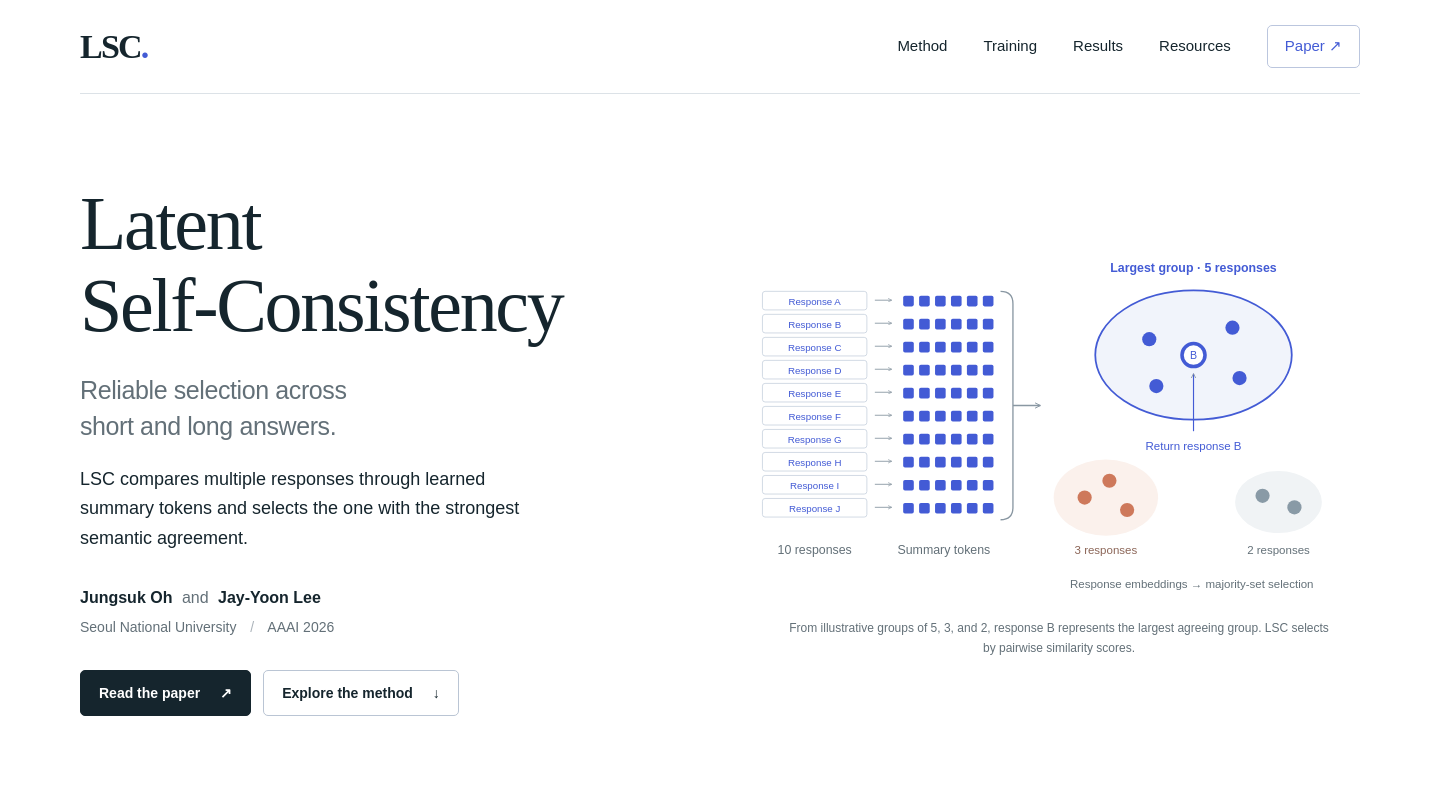 LSC.
Method
Training
Results
Resources
Paper ↗
Latent
Self-Consistency
Reliable selection across
short and long answers.
LSC compares multiple responses through learned
summary tokens and selects the one with the strongest
semantic agreement.
Jungsuk Oh and Jay-Yoon Lee
Seoul National University / AAAI 2026
Read the paper ↗
Explore the method ↓
Response A
Response B
Response C
Response D
Response E
Response F
Response G
Response H
Response I
Response J
10 responses
Summary tokens
Largest group · 5 responses
B
Return response B
3 responses
2 responses
Response embeddings → majority-set selection
From illustrative groups of 5, 3, and 2, response B represents the largest agreeing group. LSC selects
by pairwise similarity scores.